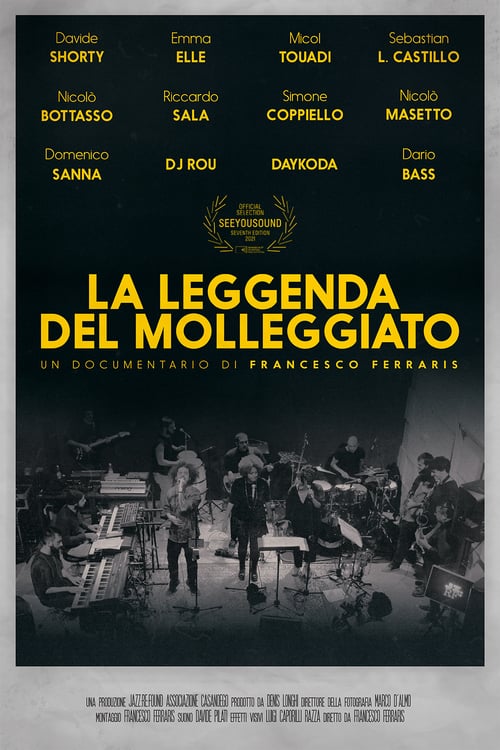 Davide Emma Micol Sebastian
SHORTY ELLE TOUADI L. CASTILLO
Nicolò Riccardo Simone Nicolò
BOTTASSO SALA COPPIELLO MASETTO
Domenico DJ ROU DAYKODA Dario
SANNA BASS
OFFICIAL
SELECTION
SEEYOUSOUND
SEVENTH EDITION
2021
LA LEGGENDA
DEL MOLLEGGIATO
UN DOCUMENTARIO DI FRANCESCO FERRARIS
UNA PRODUZIONE JAZZ:RE:FOUND ASSOCIAZIONE CASANDEGO PRODOTTO DA DENIS LONGHI DIRETTORE DELLA FOTOGRAFIA MARCO D'ALMO
MONTAGGIO FRANCESCO FERRARIS SUONO DAVIDE PILATI EFFETTI VISIVI LUIGI CAPORILLI RAZZA DIRETTO DA FRANCESCO FERRARIS